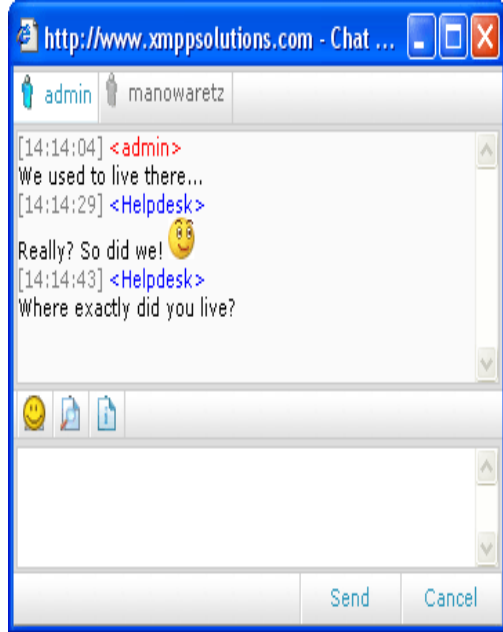 http://www.xmppsolutions.com - Chat ...
admin manowaretz
[14:14:04] <admin>
We used to live there...
[14:14:29] <Helpdesk>
Really? So did we!
[14:14:43] <Helpdesk>
Where exactly did you live?
Send Cancel